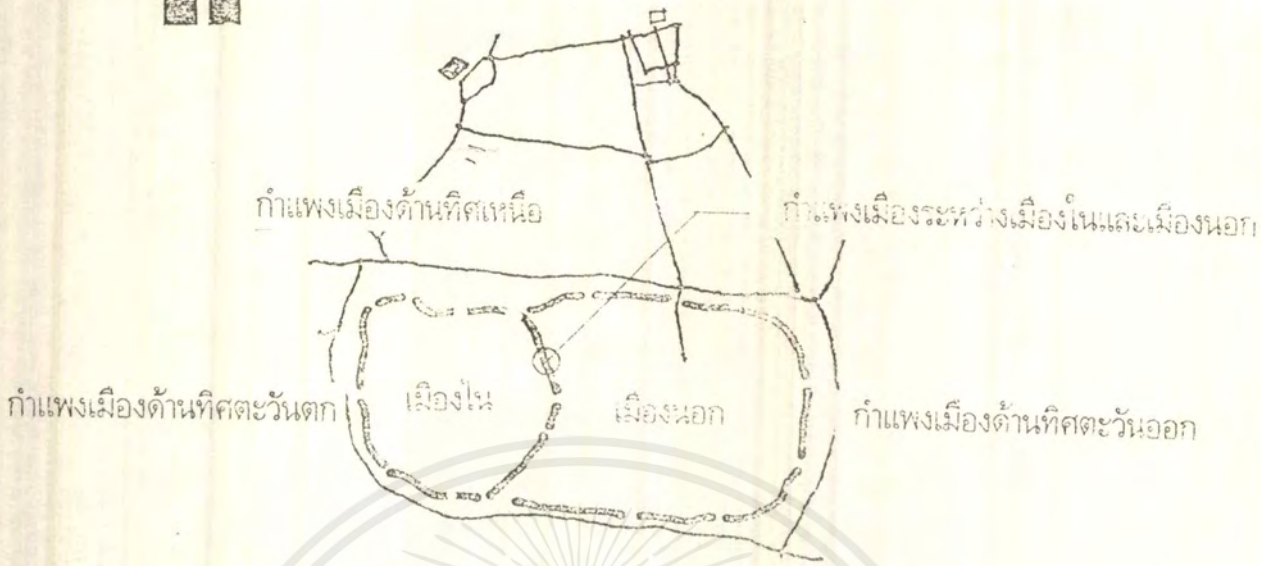 กำแพงเมืองด้านทิศเหนือ
กำแพงเมืองระหว่างเมืองในและเมืองนอก
กำแพงเมืองด้านทิศตะวันตก
เมืองใน
เมืองนอก
กำแพงเมืองด้านทิศตะวันออก